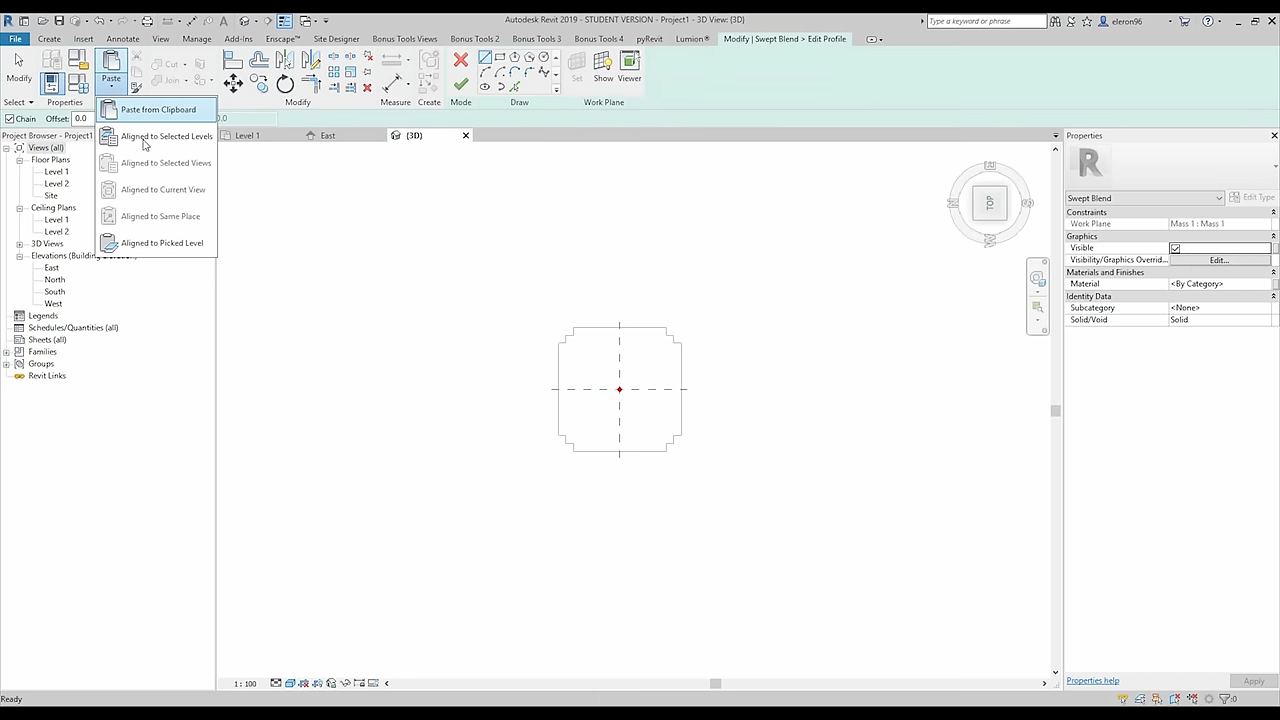 Autodesk Revit 2019 - STUDENT VERSION - Project1 - 3D View: {3D}
Type a keyword or phrase
eleron96
File
Create
Insert
Annotate
View
Manage
Add-Ins
Enscape™
Site Designer
Bonus Tools View
Bonus Tools 2
Bonus Tools 3
Bonus Tools 4
pyRevit
Lumion®
Modify | Swept Blend > Edit Profile
Modify
Paste
Cut
Join
Set
Show
Viewer
Select
Properties
Modify
Measure
Create
Mode
Draw
Work Plane
Chain
Offset:
0.0
Paste from Clipboard
Aligned to Selected Levels
Aligned to Selected Views
Aligned to Current View
Aligned to Same Place
Aligned to Picked Level
Project Browser - Project1
Views (all)
Floor Plans
Level 1
Level 2
Site
Ceiling Plans
Level 1
Level 2
3D Views
Elevations (Building
East
North
South
West
Legends
Schedules/Quantities (all)
Sheets (all)
Families
Groups
Revit Links
Level 1
East
{3D}
TOP
Properties
R
Swept Blend
Edit Type
Constraints
Work Plane
Mass 1 : Mass 1
Graphics
Visible
Visibility/Graphics Overrid...
Edit...
Materials and Finishes
Material
<By Category>
Identity Data
Subcategory
<None>
Solid/Void
Solid
Properties help
Apply
1 : 100
Ready
:0